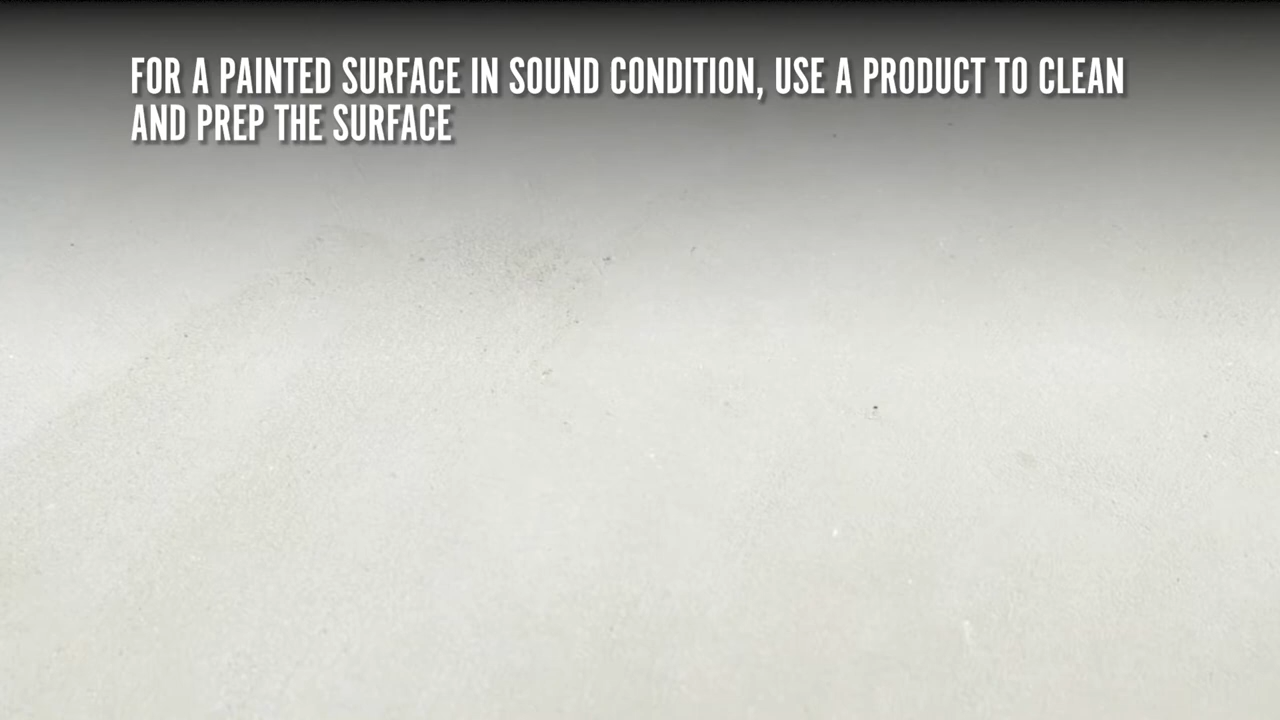 FOR A PAINTED SURFACE IN SOUND CONDITION, USE A PRODUCT TO CLEAN
AND PREP THE SURFACE